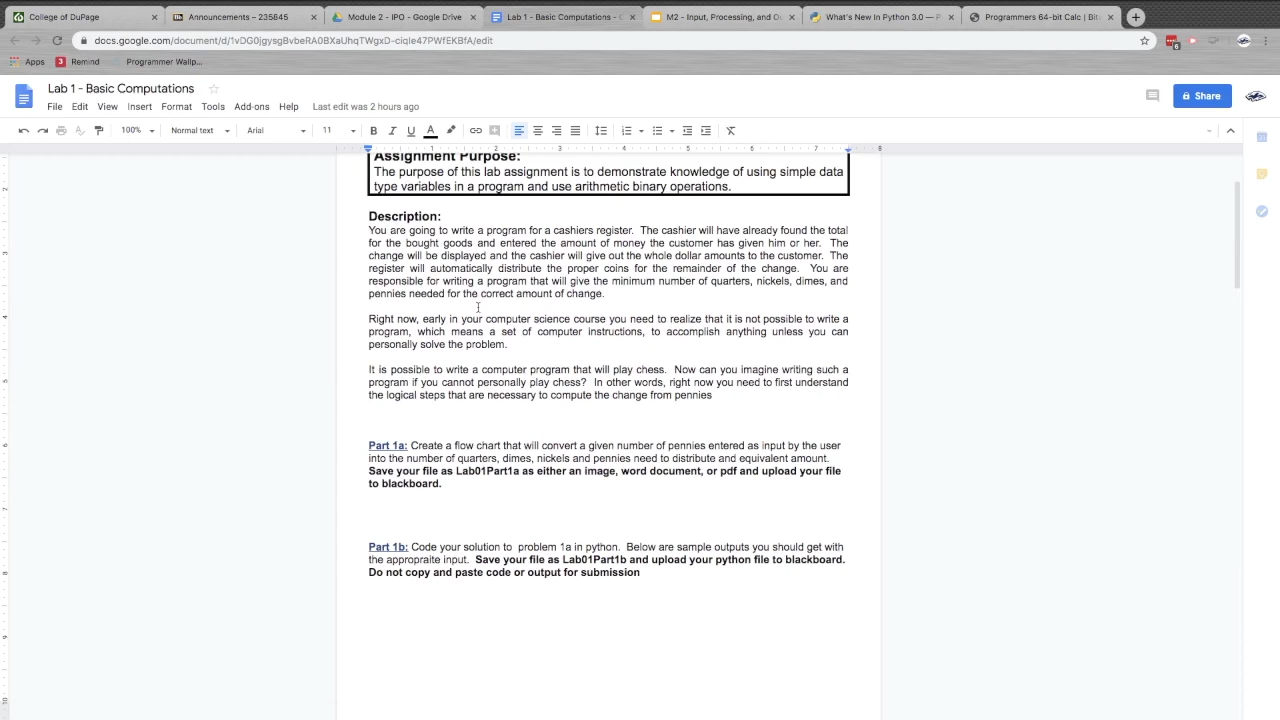 College of DuPage
Announcements – 235845
Module 2 - IPO - Google Drive
Lab 1 - Basic Computations -
M2 - Input, Processing, and Ou
What's New In Python 3.0 — P
Programmers 64-bit Calc | Bit
docs.google.com/document/d/1vDG0jgysgBvbeRA0BXaUhqTWgxD-ciqIe47PWfEKBfA/edit
Apps
3 Remind
Programmer Wallp...
Lab 1 - Basic Computations
Share
File Edit View Insert Format Tools Add-ons Help Last edit was 2 hours ago
100% Normal text Arial 11 B I U A
1 2 3 4 5 6 7 8
Assignment Purpose:
The purpose of this lab assignment is to demonstrate knowledge of using simple data
type variables in a program and use arithmetic binary operations.
Description:
You are going to write a program for a cashiers register. The cashier will have already found the total
for the bought goods and entered the amount of money the customer has given him or her. The
change will be displayed and the cashier will give out the whole dollar amounts to the customer. The
register will automatically distribute the proper coins for the remainder of the change. You are
responsible for writing a program that will give the minimum number of quarters, nickels, dimes, and
pennies needed for the correct amount of change.
Right now, early in your computer science course you need to realize that it is not possible to write a
program, which means a set of computer instructions, to accomplish anything unless you can
personally solve the problem.
It is possible to write a computer program that will play chess. Now can you imagine writing such a
program if you cannot personally play chess? In other words, right now you need to first understand
the logical steps that are necessary to compute the change from pennies
Part 1a: Create a flow chart that will convert a given number of pennies entered as input by the user
into the number of quarters, dimes, nickels and pennies need to distribute and equivalent amount.
Save your file as Lab01Part1a as either an image, word document, or pdf and upload your file
to blackboard.
Part 1b: Code your solution to problem 1a in python. Below are sample outputs you should get with
the appropraite input. Save your file as Lab01Part1b and upload your python file to blackboard.
Do not copy and paste code or output for submission